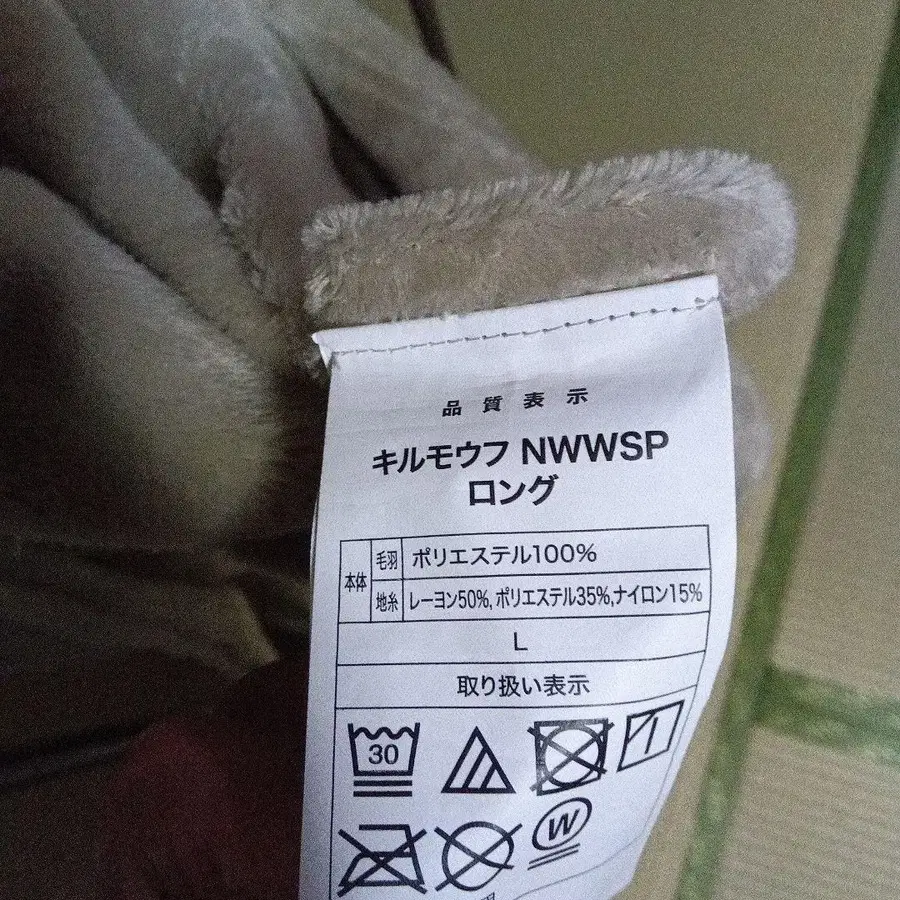 品質表示
キルモウフ NWWSP
ロング
本体 毛羽 ポリエステル100%
地糸 レーヨン50%, ポリエステル35%,ナイロン15%
L
取り扱い表示
30
W